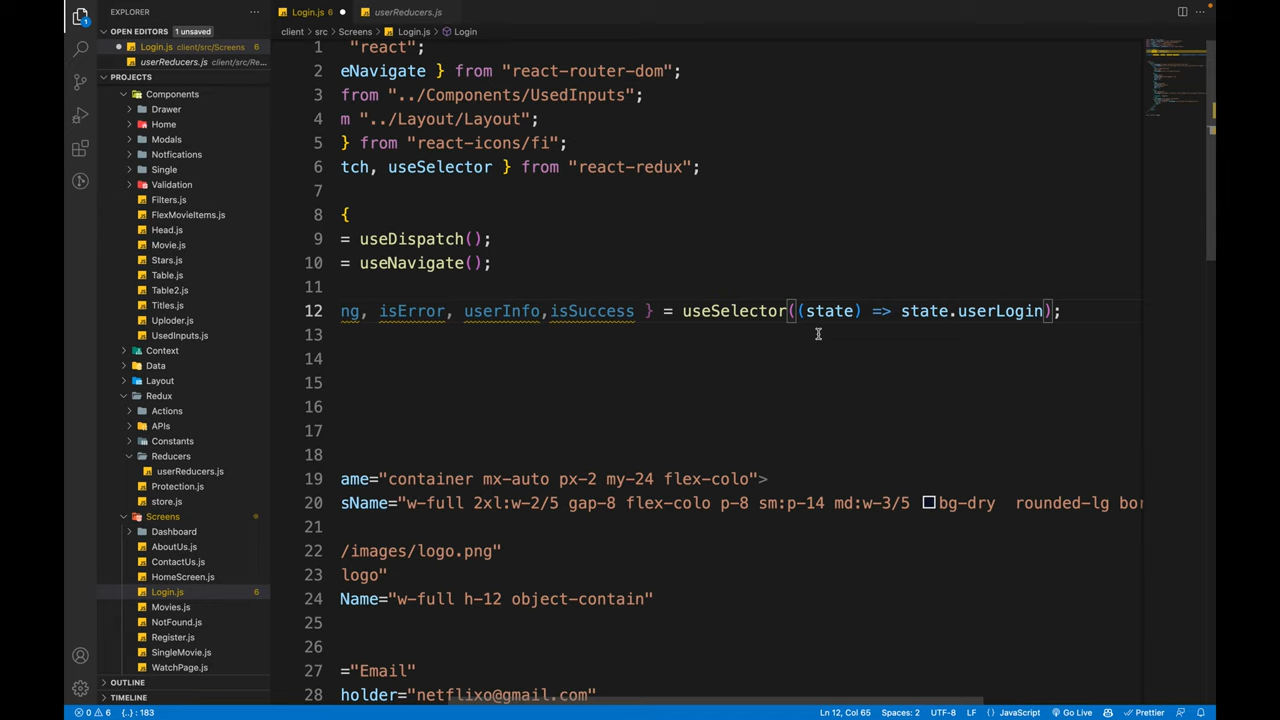 EXPLORER
OPEN EDITORS 1 unsaved
Login.js client/src/Screens 6
userReducers.js client/src/Re...
PROJECTS
Components
Drawer
Home
Modals
Notfications
Single
Validation
Filters.js
FlexMovieItems.js
Head.js
Movie.js
Stars.js
Table.js
Table2.js
Titles.js
Uploder.js
UsedInputs.js
Context
Data
Layout
Redux
Actions
APIs
Constants
Reducers
userReducers.js
Protection.js
store.js
Screens
Dashboard
AboutUs.js
ContactUs.js
HomeScreen.js
Login.js 6
Movies.js
NotFound.js
Register.js
SingleMovie.js
WatchPage.js
OUTLINE
TIMELINE
Login.js 6 userReducers.js
client > src > Screens > Login.js > Login
1 "react";
2 eNavigate } from "react-router-dom";
3 from "../Components/UsedInputs";
4 m "../Layout/Layout";
5 } from "react-icons/fi";
6 tch, useSelector } from "react-redux";
7
8 {
9 = useDispatch();
10 = useNavigate();
11
12 ng, isError, userInfo,isSuccess } = useSelector((state) => state.userLogin);
13
14
15
16
17
18
19 ame="container mx-auto px-2 my-24 flex-colo">
20 sName="w-full 2xl:w-2/5 gap-8 flex-colo p-8 sm:p-14 md:w-3/5 bg-dry rounded-lg bor
21
22 /images/logo.png"
23 logo"
24 Name="w-full h-12 object-contain"
25
26
27 ="Email"
28 holder="netflixo@gmail.com"
1
0 6 {..} : 183 Ln 12, Col 65 Spaces: 2 UTF-8 LF {} JavaScript Go Live Prettier